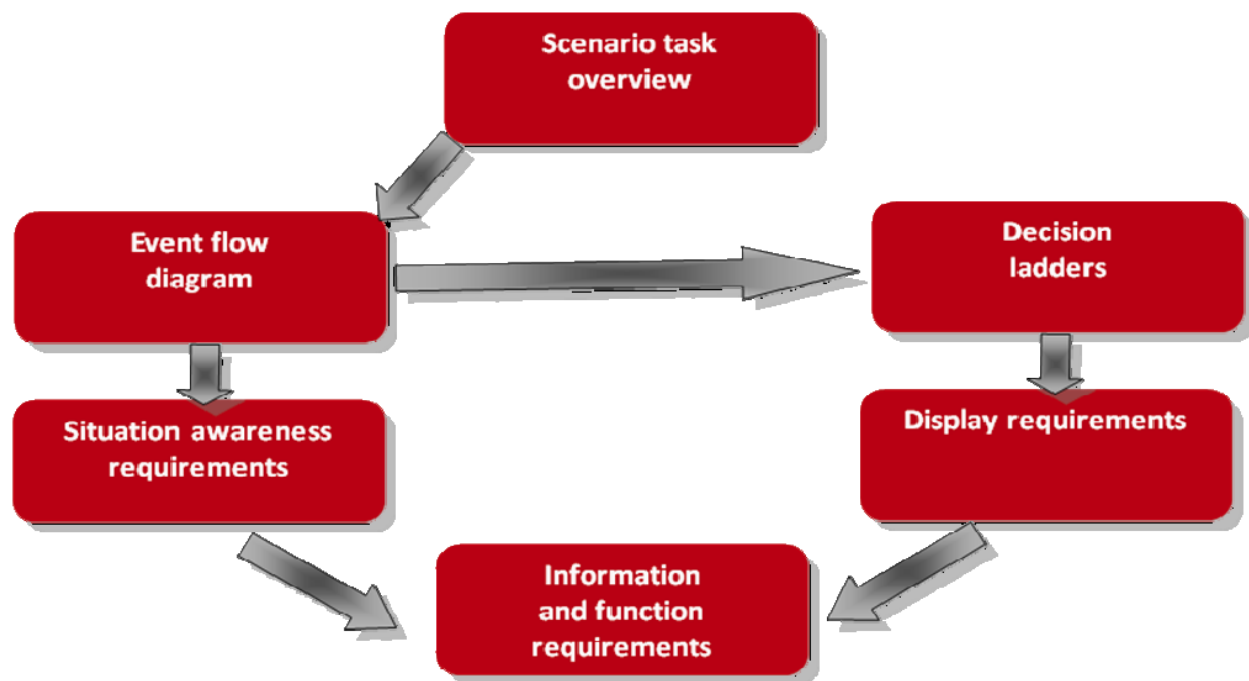 Scenario task
overview
Event flow
diagram
Decision
ladders
Situation awareness
requirements
Display requirements
Information
and function
requirements